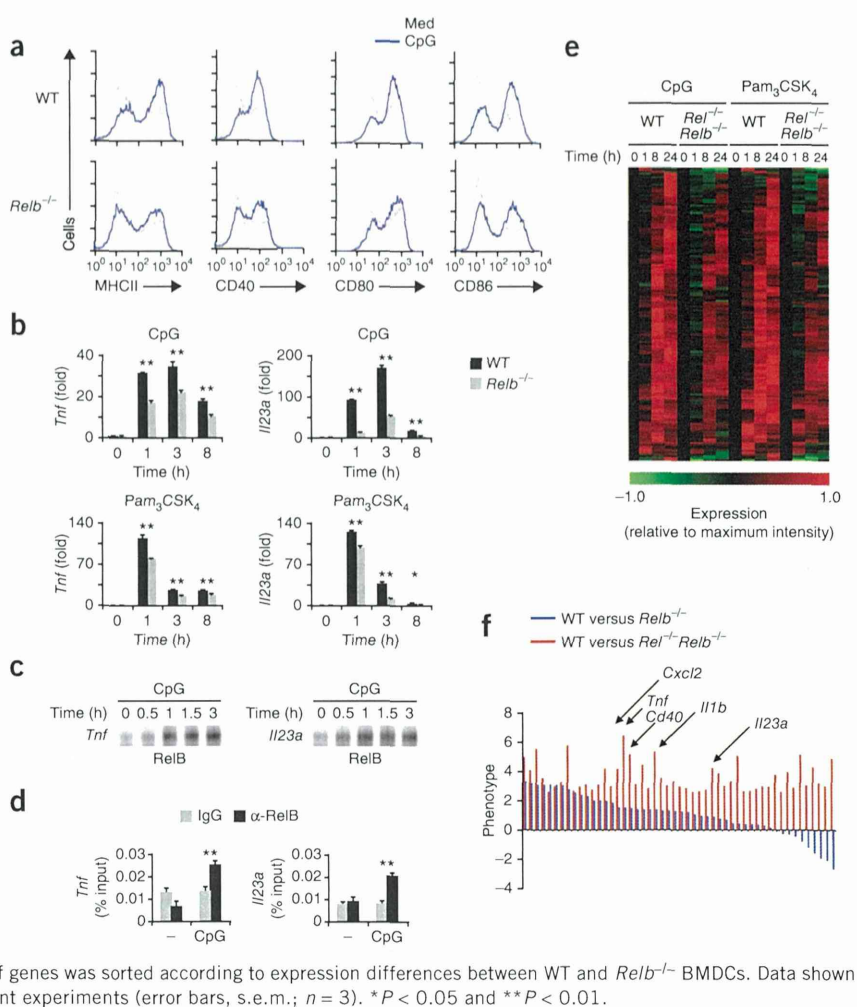 a
Med
CpG
WT
Relb⁻/⁻
Cells
10⁰ 10¹ 10² 10³ 10⁴ 10⁰ 10¹ 10² 10³ 10⁴ 10⁰ 10¹ 10² 10³ 10⁴ 10⁰ 10¹ 10² 10³ 10⁴
MHCII CD40 CD80 CD86
b
CpG
Tnf (fold)
40
20
0
** ** **
0 1 3 8
Time (h)
CpG
Il23a (fold)
200
100
0
** ** **
0 1 3 8
Time (h)
WT
Relb⁻/⁻
Pam₃CSK₄
Tnf (fold)
140
70
0
** ** **
0 1 3 8
Time (h)
Pam₃CSK₄
Il23a (fold)
140
70
0
** ** *
0 1 3 8
Time (h)
c
CpG
Time (h) 0 0.5 1 1.5 3
Tnf
RelB
CpG
Time (h) 0 0.5 1 1.5 3
Il23a
RelB
d
IgG α-RelB
Tnf
(% input)
0.03
0.02
0.01
0
**
– CpG
Il23a
(% input)
0.03
0.02
0.01
0
**
– CpG
e
CpG Pam₃CSK₄
WT Rel⁻/⁻ Relb⁻/⁻ WT Rel⁻/⁻ Relb⁻/⁻
Time (h) 0 1 8 24 0 1 8 24 0 1 8 24 0 1 8 24
–1.0 1.0
Expression
(relative to maximum intensity)
f
WT versus Relb⁻/⁻
WT versus Rel⁻/⁻Relb⁻/⁻
Cxcl2
Tnf
Cd40
Il1b
Il23a
Phenotype
8
6
4
2
0
–2
–4
f genes was sorted according to expression differences between WT and Relb⁻/⁻ BMDCs. Data shown
nt experiments (error bars, s.e.m.; n = 3). *P < 0.05 and **P < 0.01.